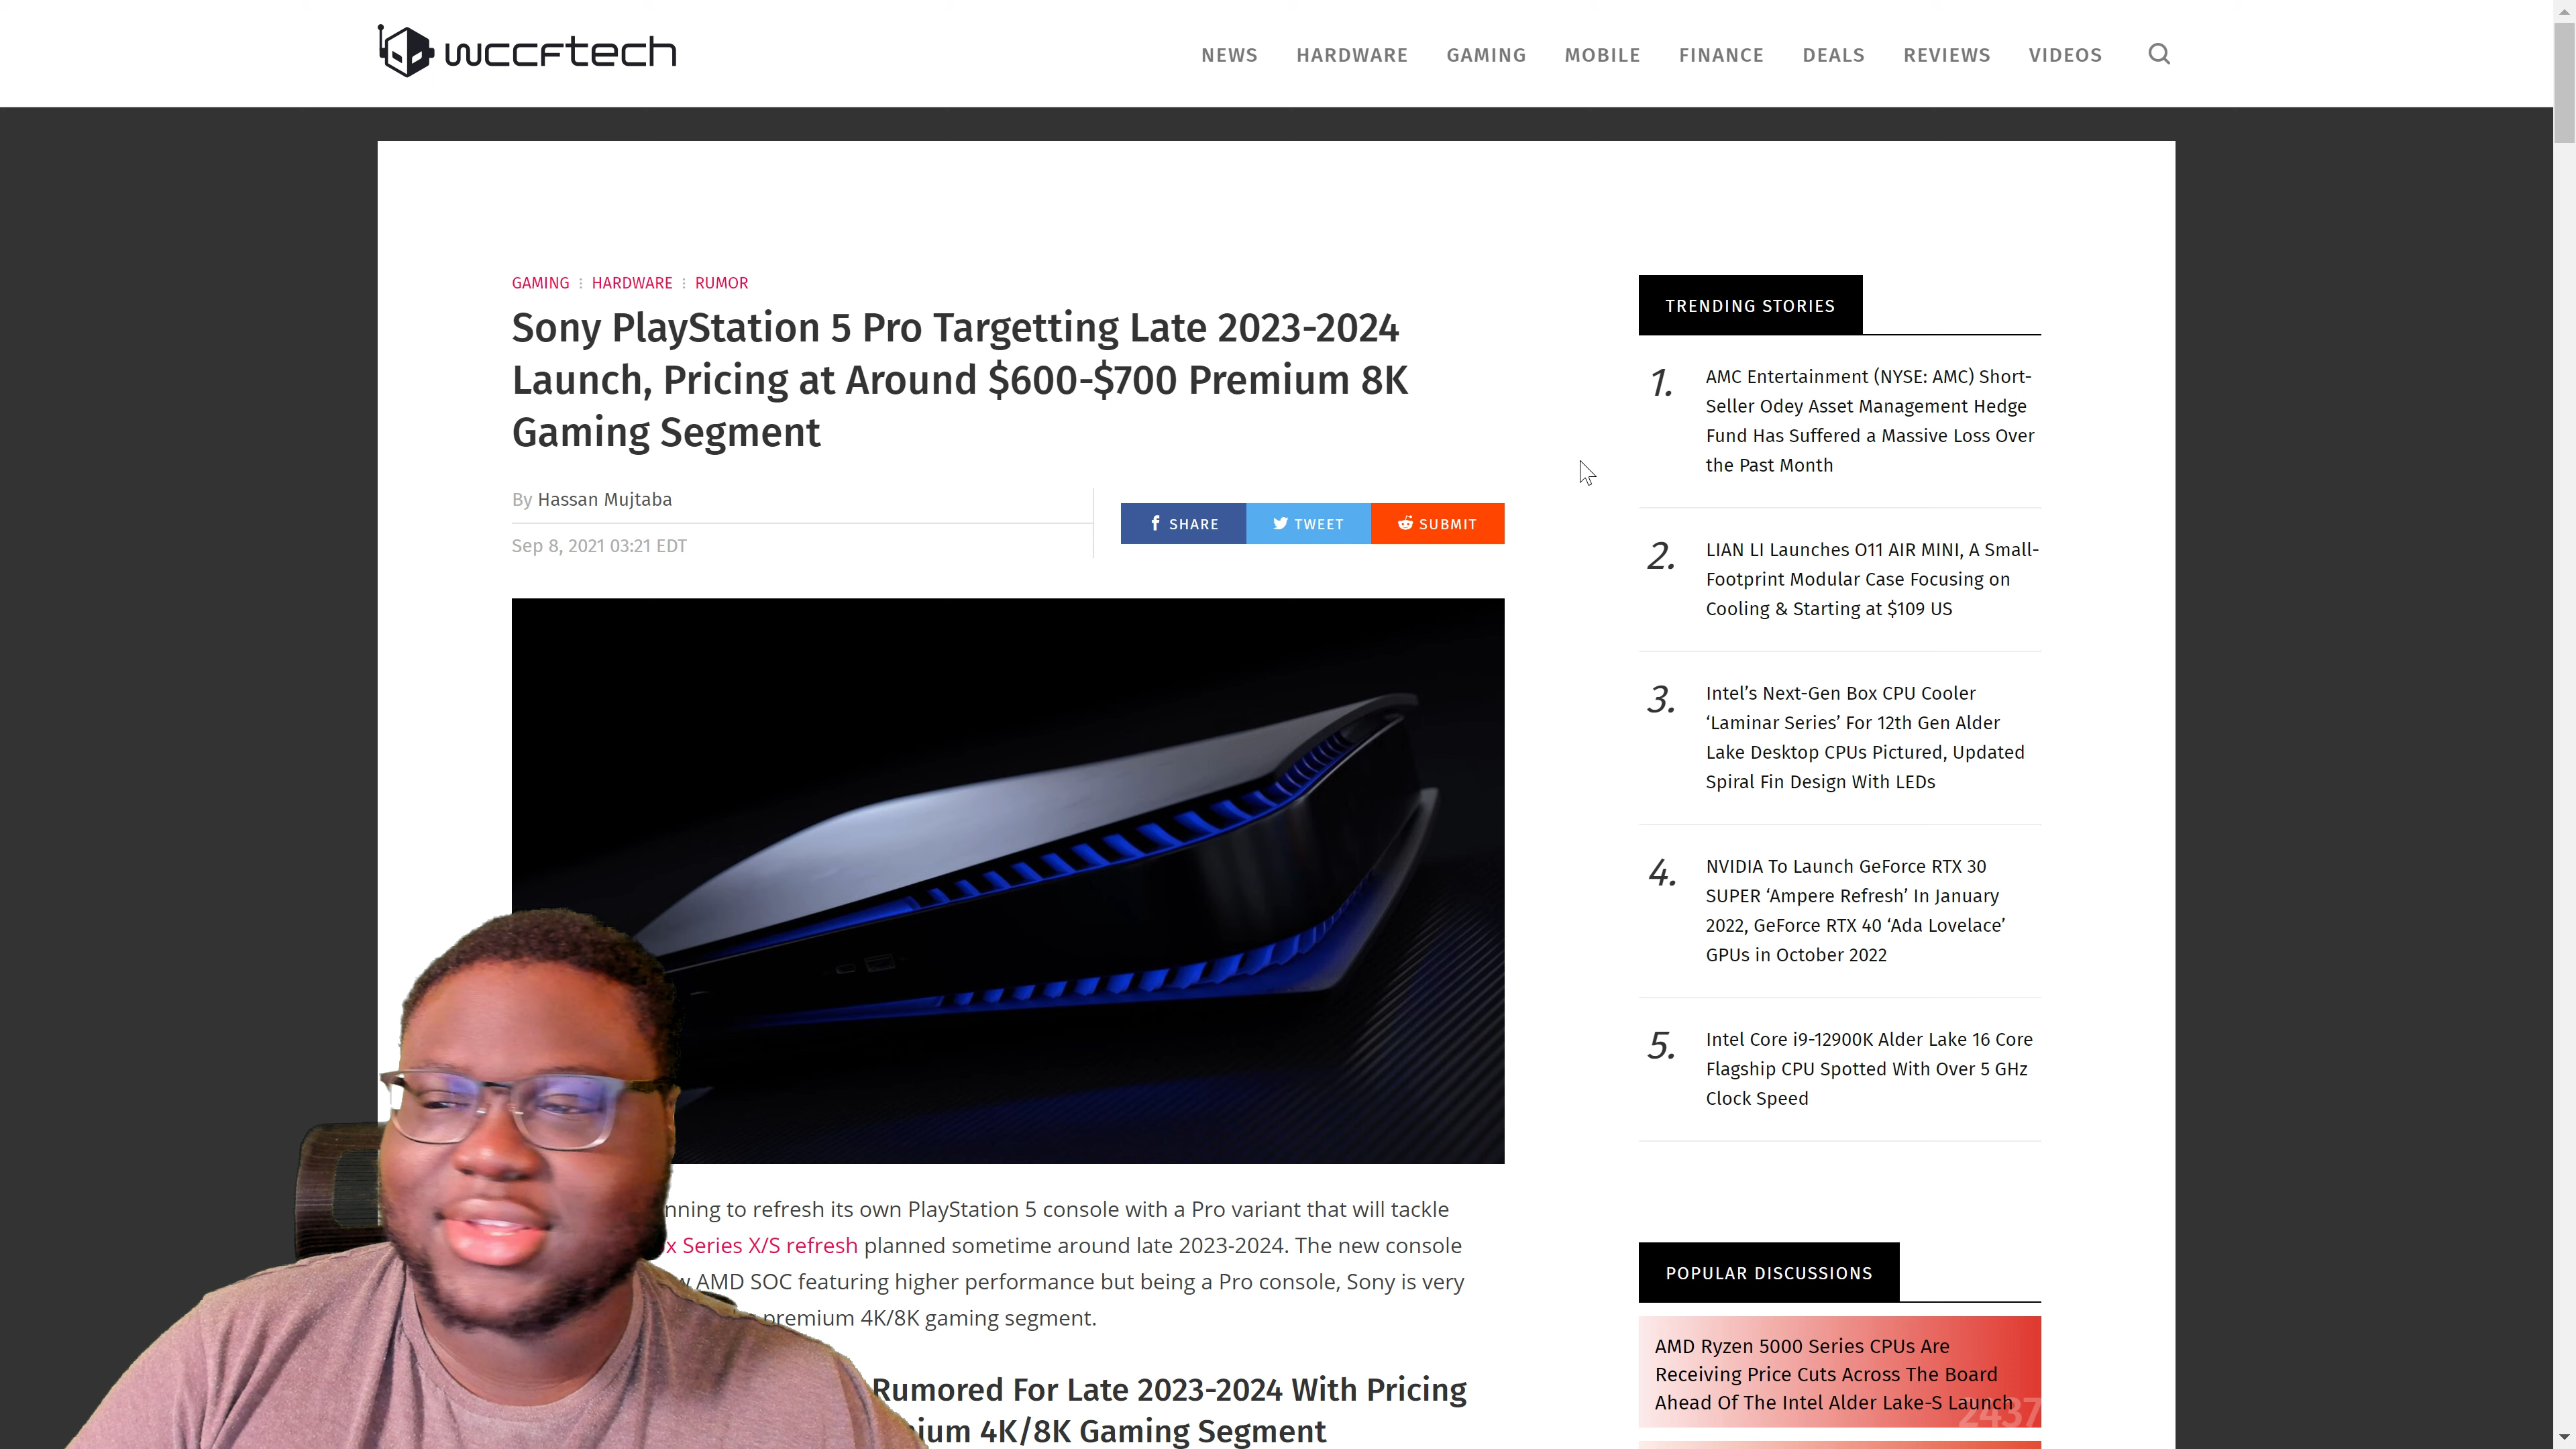 wccftech
NEWS HARDWARE GAMING MOBILE FINANCE DEALS REVIEWS VIDEOS
GAMING HARDWARE RUMOR
Sony PlayStation 5 Pro Targetting Late 2023-2024
Launch, Pricing at Around $600-$700 Premium 8K
Gaming Segment
By Hassan Mujtaba
Sep 8, 2021 03:21 EDT
SHARE TWEET SUBMIT
nning to refresh its own PlayStation 5 console with a Pro variant that will tackle
x Series X/S refresh planned sometime around late 2023-2024. The new console
w AMD SOC featuring higher performance but being a Pro console, Sony is very
premium 4K/8K gaming segment.
Rumored For Late 2023-2024 With Pricing
ium 4K/8K Gaming Segment
TRENDING STORIES
1. AMC Entertainment (NYSE: AMC) Short-
Seller Odey Asset Management Hedge
Fund Has Suffered a Massive Loss Over
the Past Month
2. LIAN LI Launches O11 AIR MINI, A Small-
Footprint Modular Case Focusing on
Cooling & Starting at $109 US
3. Intel’s Next-Gen Box CPU Cooler
‘Laminar Series’ For 12th Gen Alder
Lake Desktop CPUs Pictured, Updated
Spiral Fin Design With LEDs
4. NVIDIA To Launch GeForce RTX 30
SUPER ‘Ampere Refresh’ In January
2022, GeForce RTX 40 ‘Ada Lovelace’
GPUs in October 2022
5. Intel Core i9-12900K Alder Lake 16 Core
Flagship CPU Spotted With Over 5 GHz
Clock Speed
POPULAR DISCUSSIONS
AMD Ryzen 5000 Series CPUs Are
Receiving Price Cuts Across The Board
Ahead Of The Intel Alder Lake-S Launch
2437